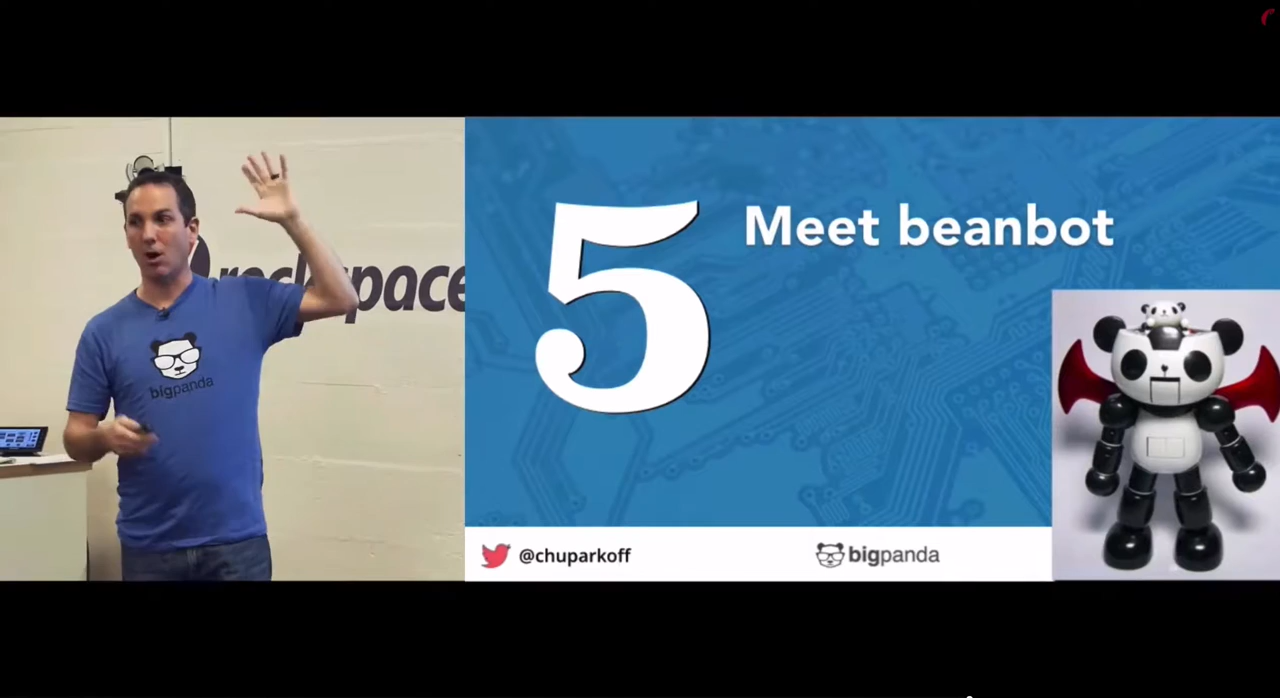 rackspace
bigpanda
5
Meet beanbot
@chuparkoff
bigpanda